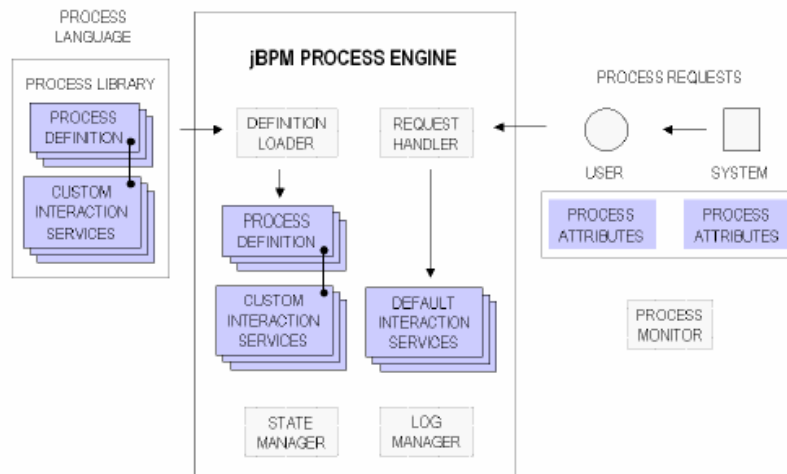 PROCESS
LANGUAGE
PROCESS LIBRARY
PROCESS
DEFINITION
CUSTOM
INTERACTION
SERVICES
jBPM PROCESS ENGINE
DEFINITION
LOADER
REQUEST
HANDLER
PROCESS
DEFINITION
CUSTOM
INTERACTION
SERVICES
DEFAULT
INTERACTION
SERVICES
STATE
MANAGER
LOG
MANAGER
PROCESS REQUESTS
USER
SYSTEM
PROCESS
ATTRIBUTES
PROCESS
ATTRIBUTES
PROCESS
MONITOR